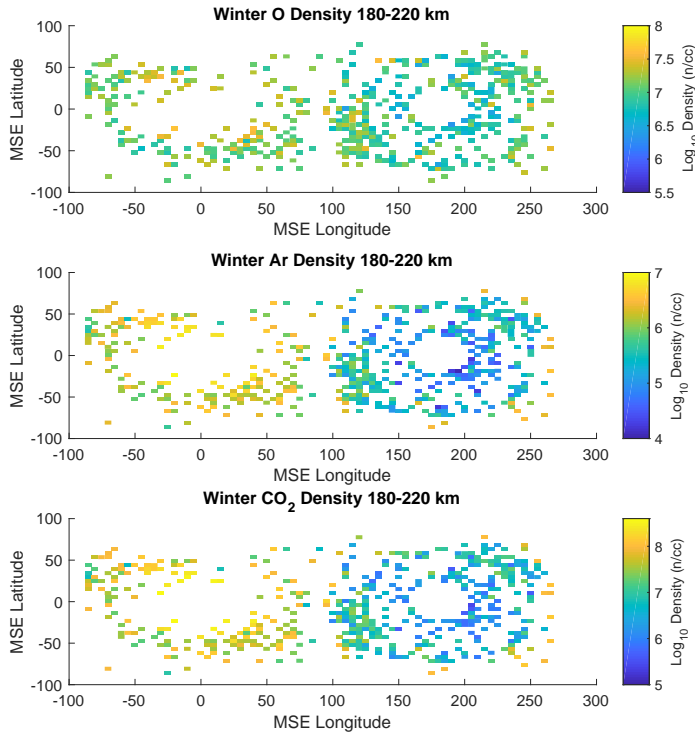 Winter O Density 180-220 km
100
50
0
-50
-100
MSE Latitude
-100 -50 0 50 100 150 200 250 300
MSE Longitude
8
7.5
7
6.5
6
5.5
Log10 Density (n/cc)
Winter Ar Density 180-220 km
100
50
0
-50
-100
MSE Latitude
-100 -50 0 50 100 150 200 250 300
MSE Longitude
7
6
5
4
Log10 Density (n/cc)
Winter CO2 Density 180-220 km
100
50
0
-50
-100
MSE Latitude
-100 -50 0 50 100 150 200 250 300
MSE Longitude
8
7
6
5
Log10 Density (n/cc)